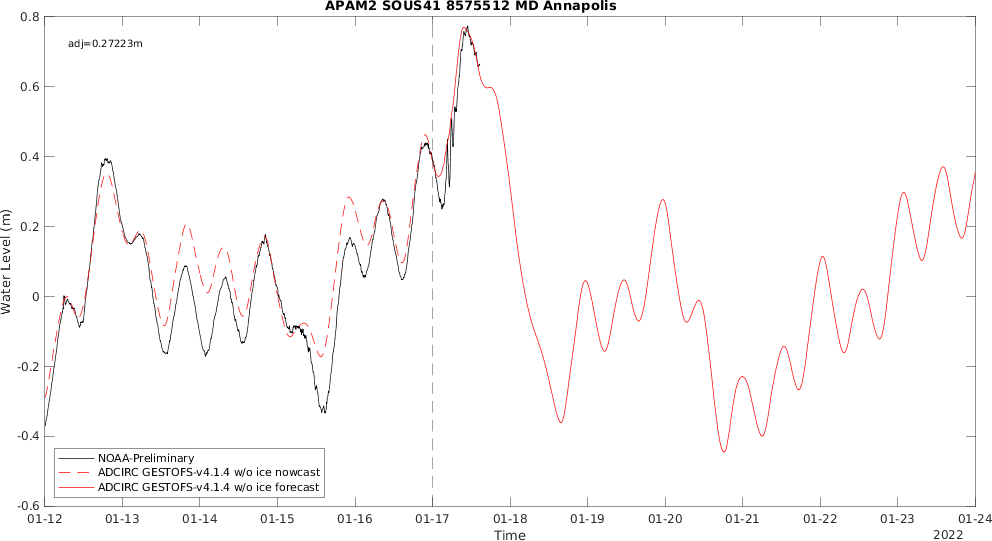 APAM2 SOUS41 8575512 MD Annapolis
adj=0.27223m
0.8
0.6
0.4
0.2
0
-0.2
-0.4
-0.6
Water Level (m)
NOAA-Preliminary
ADCIRC GESTOFS-v4.1.4 w/o ice nowcast
ADCIRC GESTOFS-v4.1.4 w/o ice forecast
01-12 01-13 01-14 01-15 01-16 01-17 01-18 01-19 01-20 01-21 01-22 01-23 01-24
Time
2022